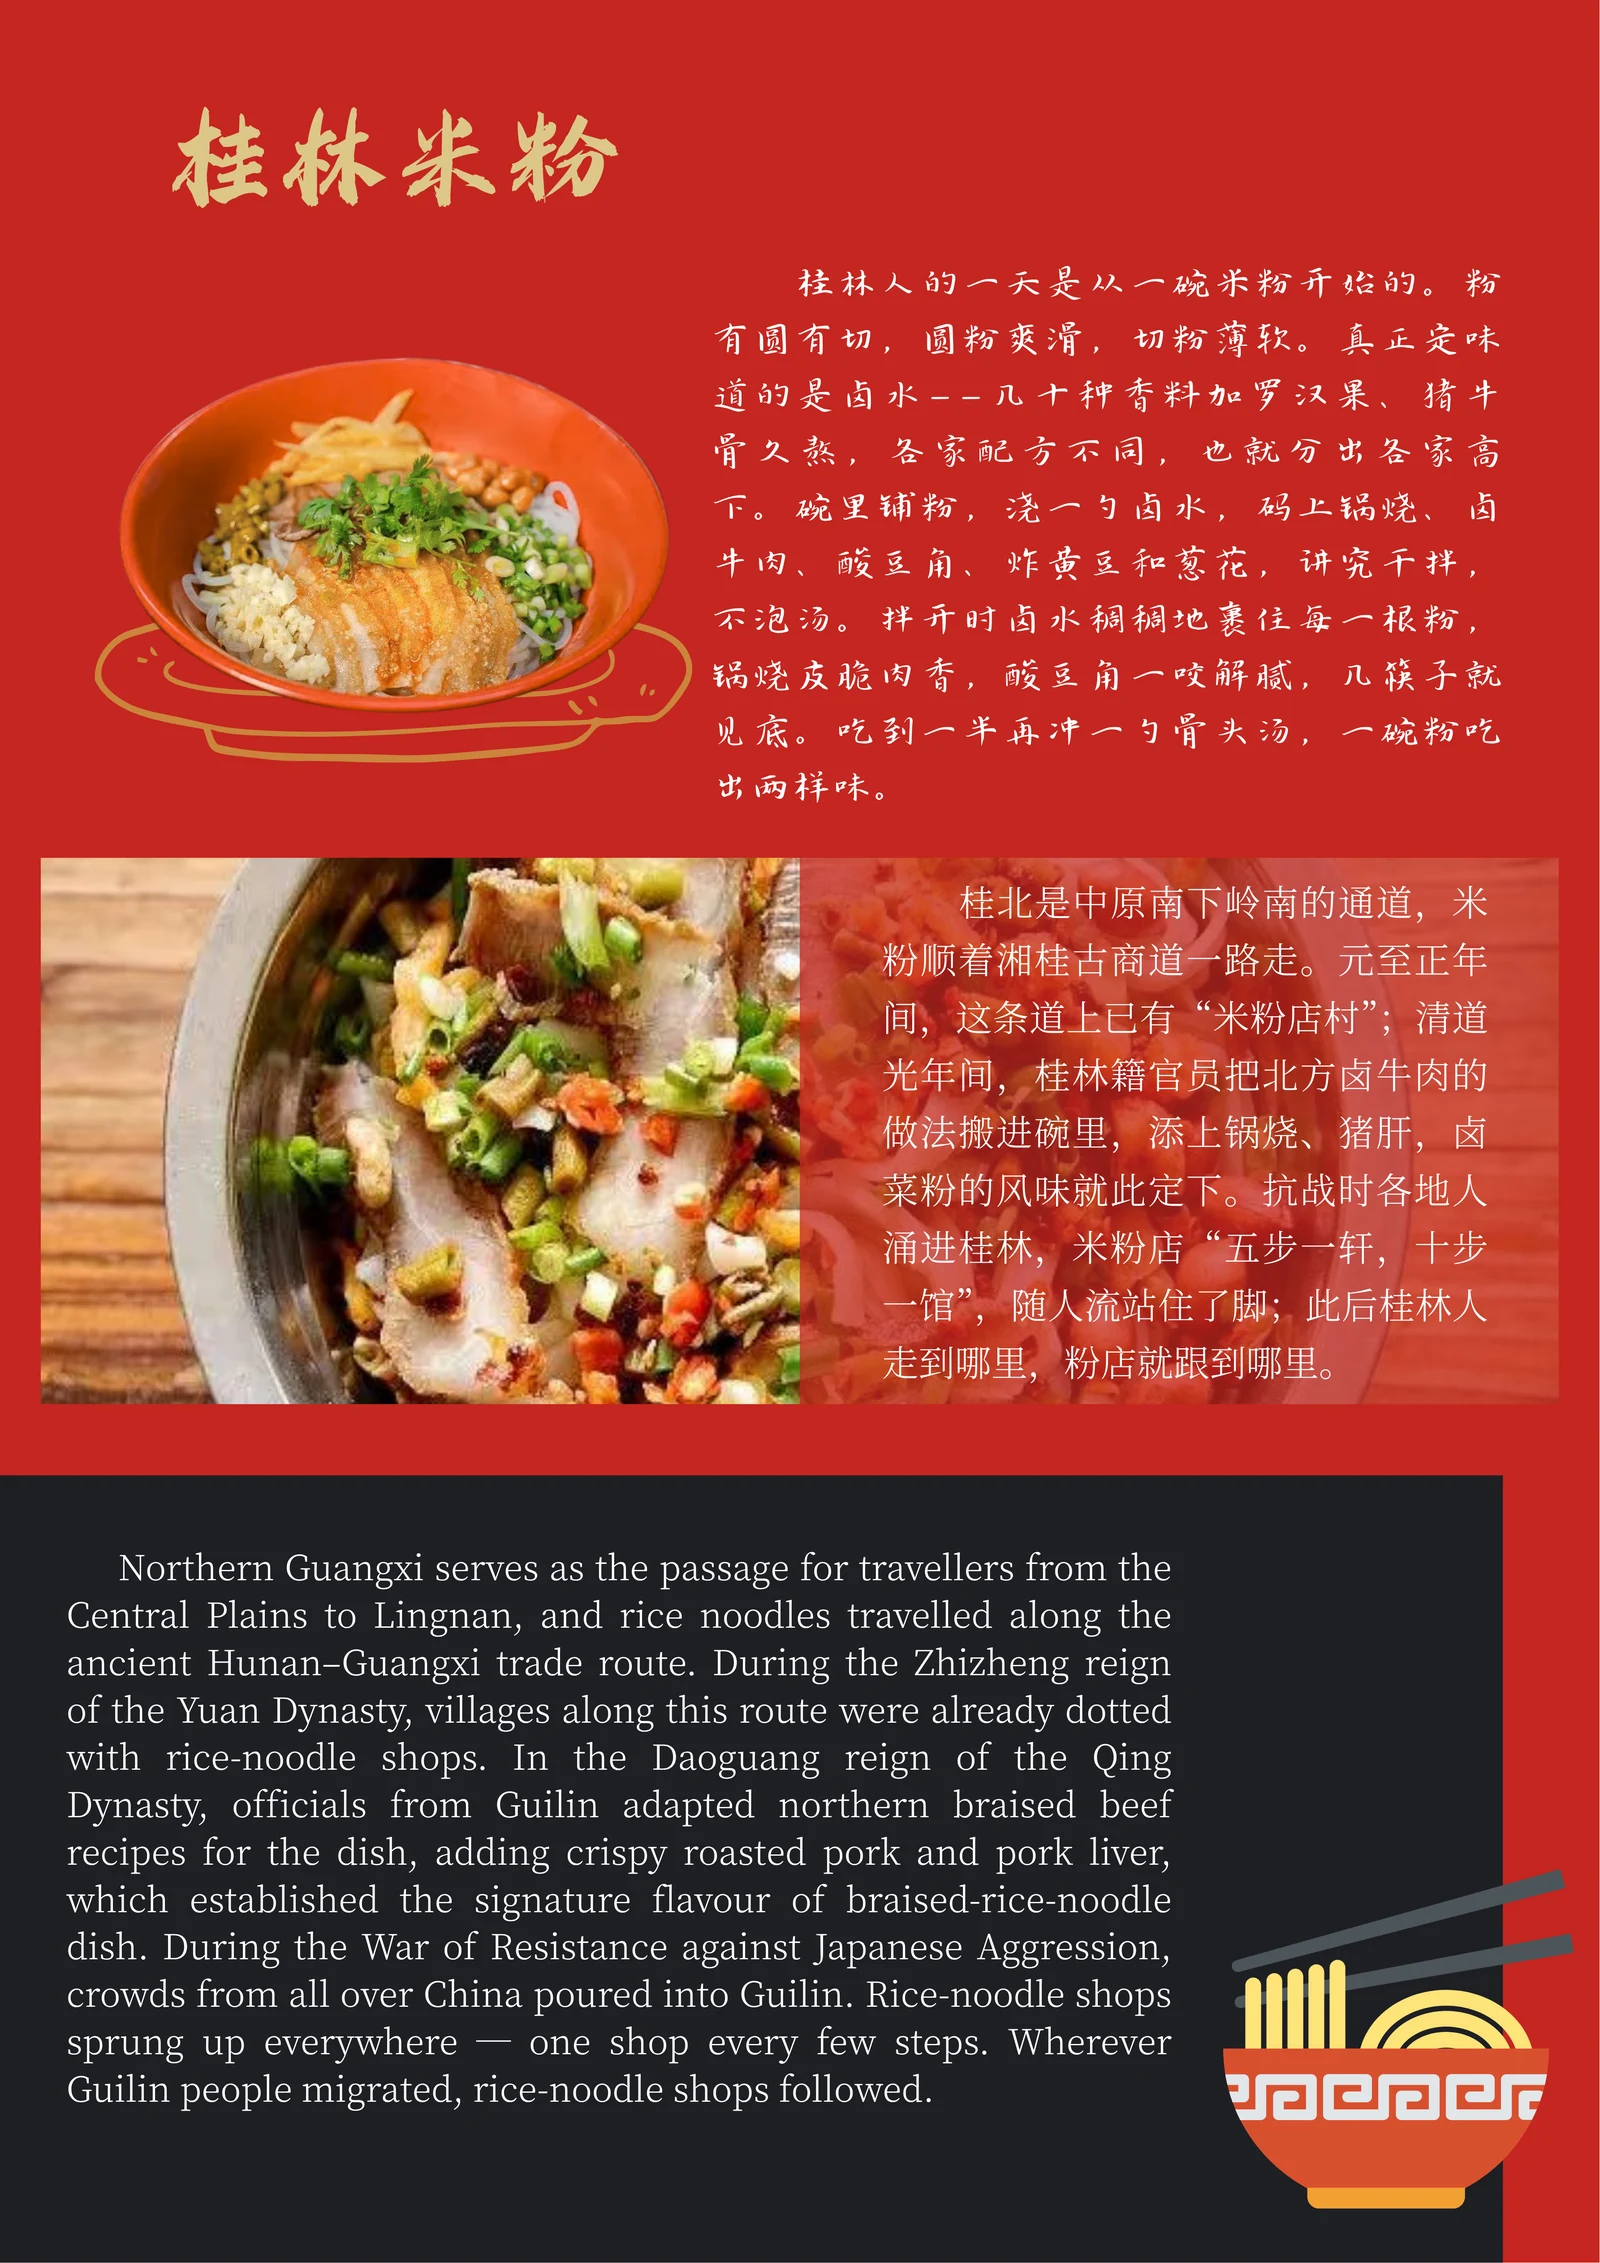 桂林米粉
桂林人的一天是从一碗米粉开始的。粉
有圆有切，圆粉爽滑，切粉薄软。真正定味
道的是卤水--几十种香料加罗汉果、猪牛
骨久熬，各家配方不同，也就分出各家高
下。碗里铺粉，浇一勺卤水，码上锅烧、卤
牛肉、酸豆角、炸黄豆和葱花，讲究干拌，
不泡汤。拌开时卤水稠稠地裹住每一根粉，
锅烧皮脆肉香，酸豆角一咬解腻，几筷子就
见底。吃到一半再冲一勺骨头汤，一碗粉吃
出两样味。
桂北是中原南下岭南的通道，米
粉顺着湘桂古商道一路走。元至正年
间，这条道上已有“米粉店村”；清道
光年间，桂林籍官员把北方卤牛肉的
做法搬进碗里，添上锅烧、猪肝，卤
菜粉的风味就此定下。抗战时各地人
涌进桂林，米粉店“五步一轩，十步
一馆”，随人流站住了脚；此后桂林人
走到哪里，粉店就跟到哪里。
Northern Guangxi serves as the passage for travellers from the
Central Plains to Lingnan, and rice noodles travelled along the
ancient Hunan–Guangxi trade route. During the Zhizheng reign
of the Yuan Dynasty, villages along this route were already dotted
with rice-noodle shops. In the Daoguang reign of the Qing
Dynasty, officials from Guilin adapted northern braised beef
recipes for the dish, adding crispy roasted pork and pork liver,
which established the signature flavour of braised-rice-noodle
dish. During the War of Resistance against Japanese Aggression,
crowds from all over China poured into Guilin. Rice-noodle shops
sprung up everywhere — one shop every few steps. Wherever
Guilin people migrated, rice-noodle shops followed.